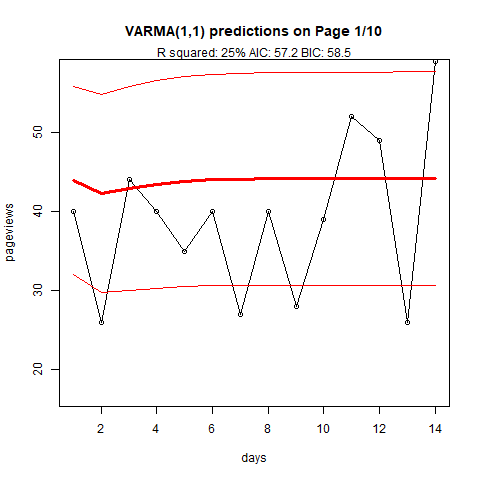 VARMA(1,1) predictions on Page 1/10
R squared: 25% AIC: 57.2 BIC: 58.5
pageviews
50
40
30
20
2 4 6 8 10 12 14
days